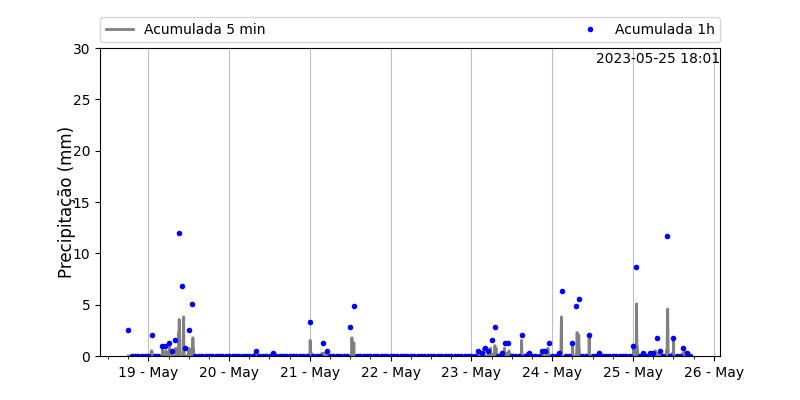 Acumulada 5 min Acumulada 1h
2023-05-25 18:01
Precipitação (mm)
30
25
20
15
10
5
0
19 - May 20 - May 21 - May 22 - May 23 - May 24 - May 25 - May 26 - May